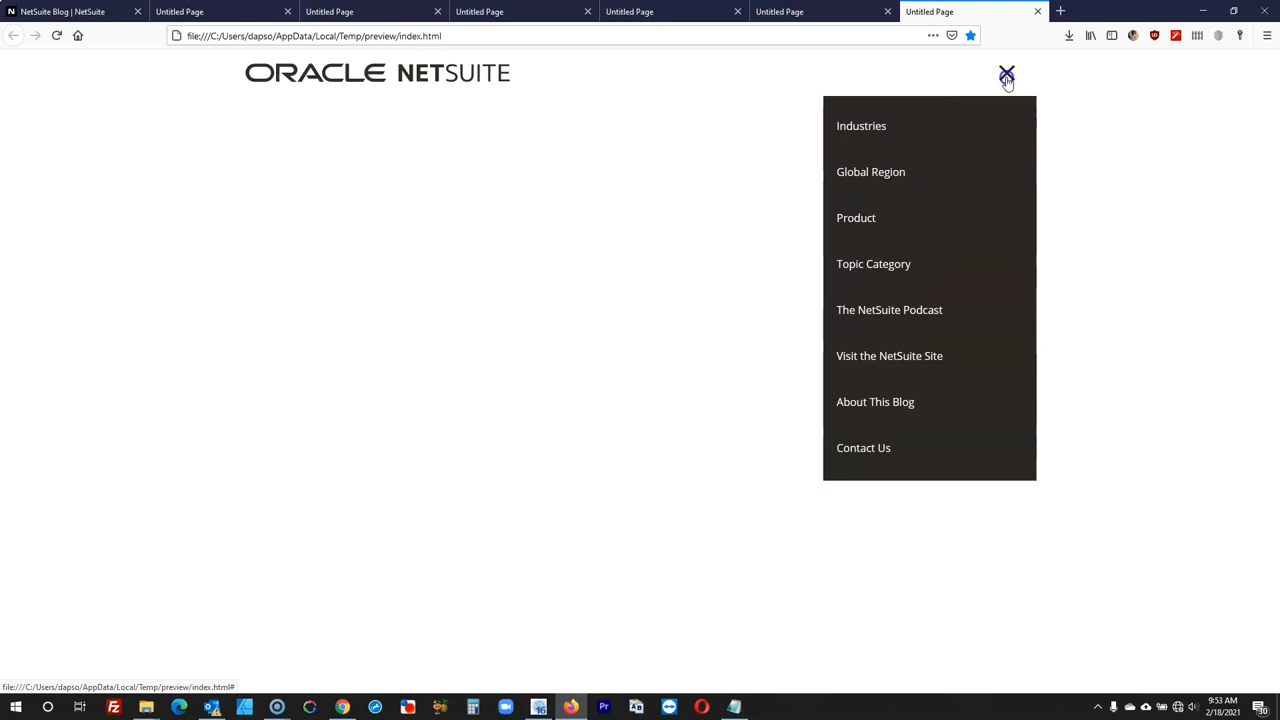 NetSuite Blog | NetSuite
Untitled Page
Untitled Page
Untitled Page
Untitled Page
Untitled Page
Untitled Page
file:///C:/Users/dapso/AppData/Local/Temp/preview/index.html
ORACLE NETSUITE
Industries
Global Region
Product
Topic Category
The NetSuite Podcast
Visit the NetSuite Site
About This Blog
Contact Us
file:///C:/Users/dapso/AppData/Local/Temp/preview/index.html#
9:53 AM
2/18/2021